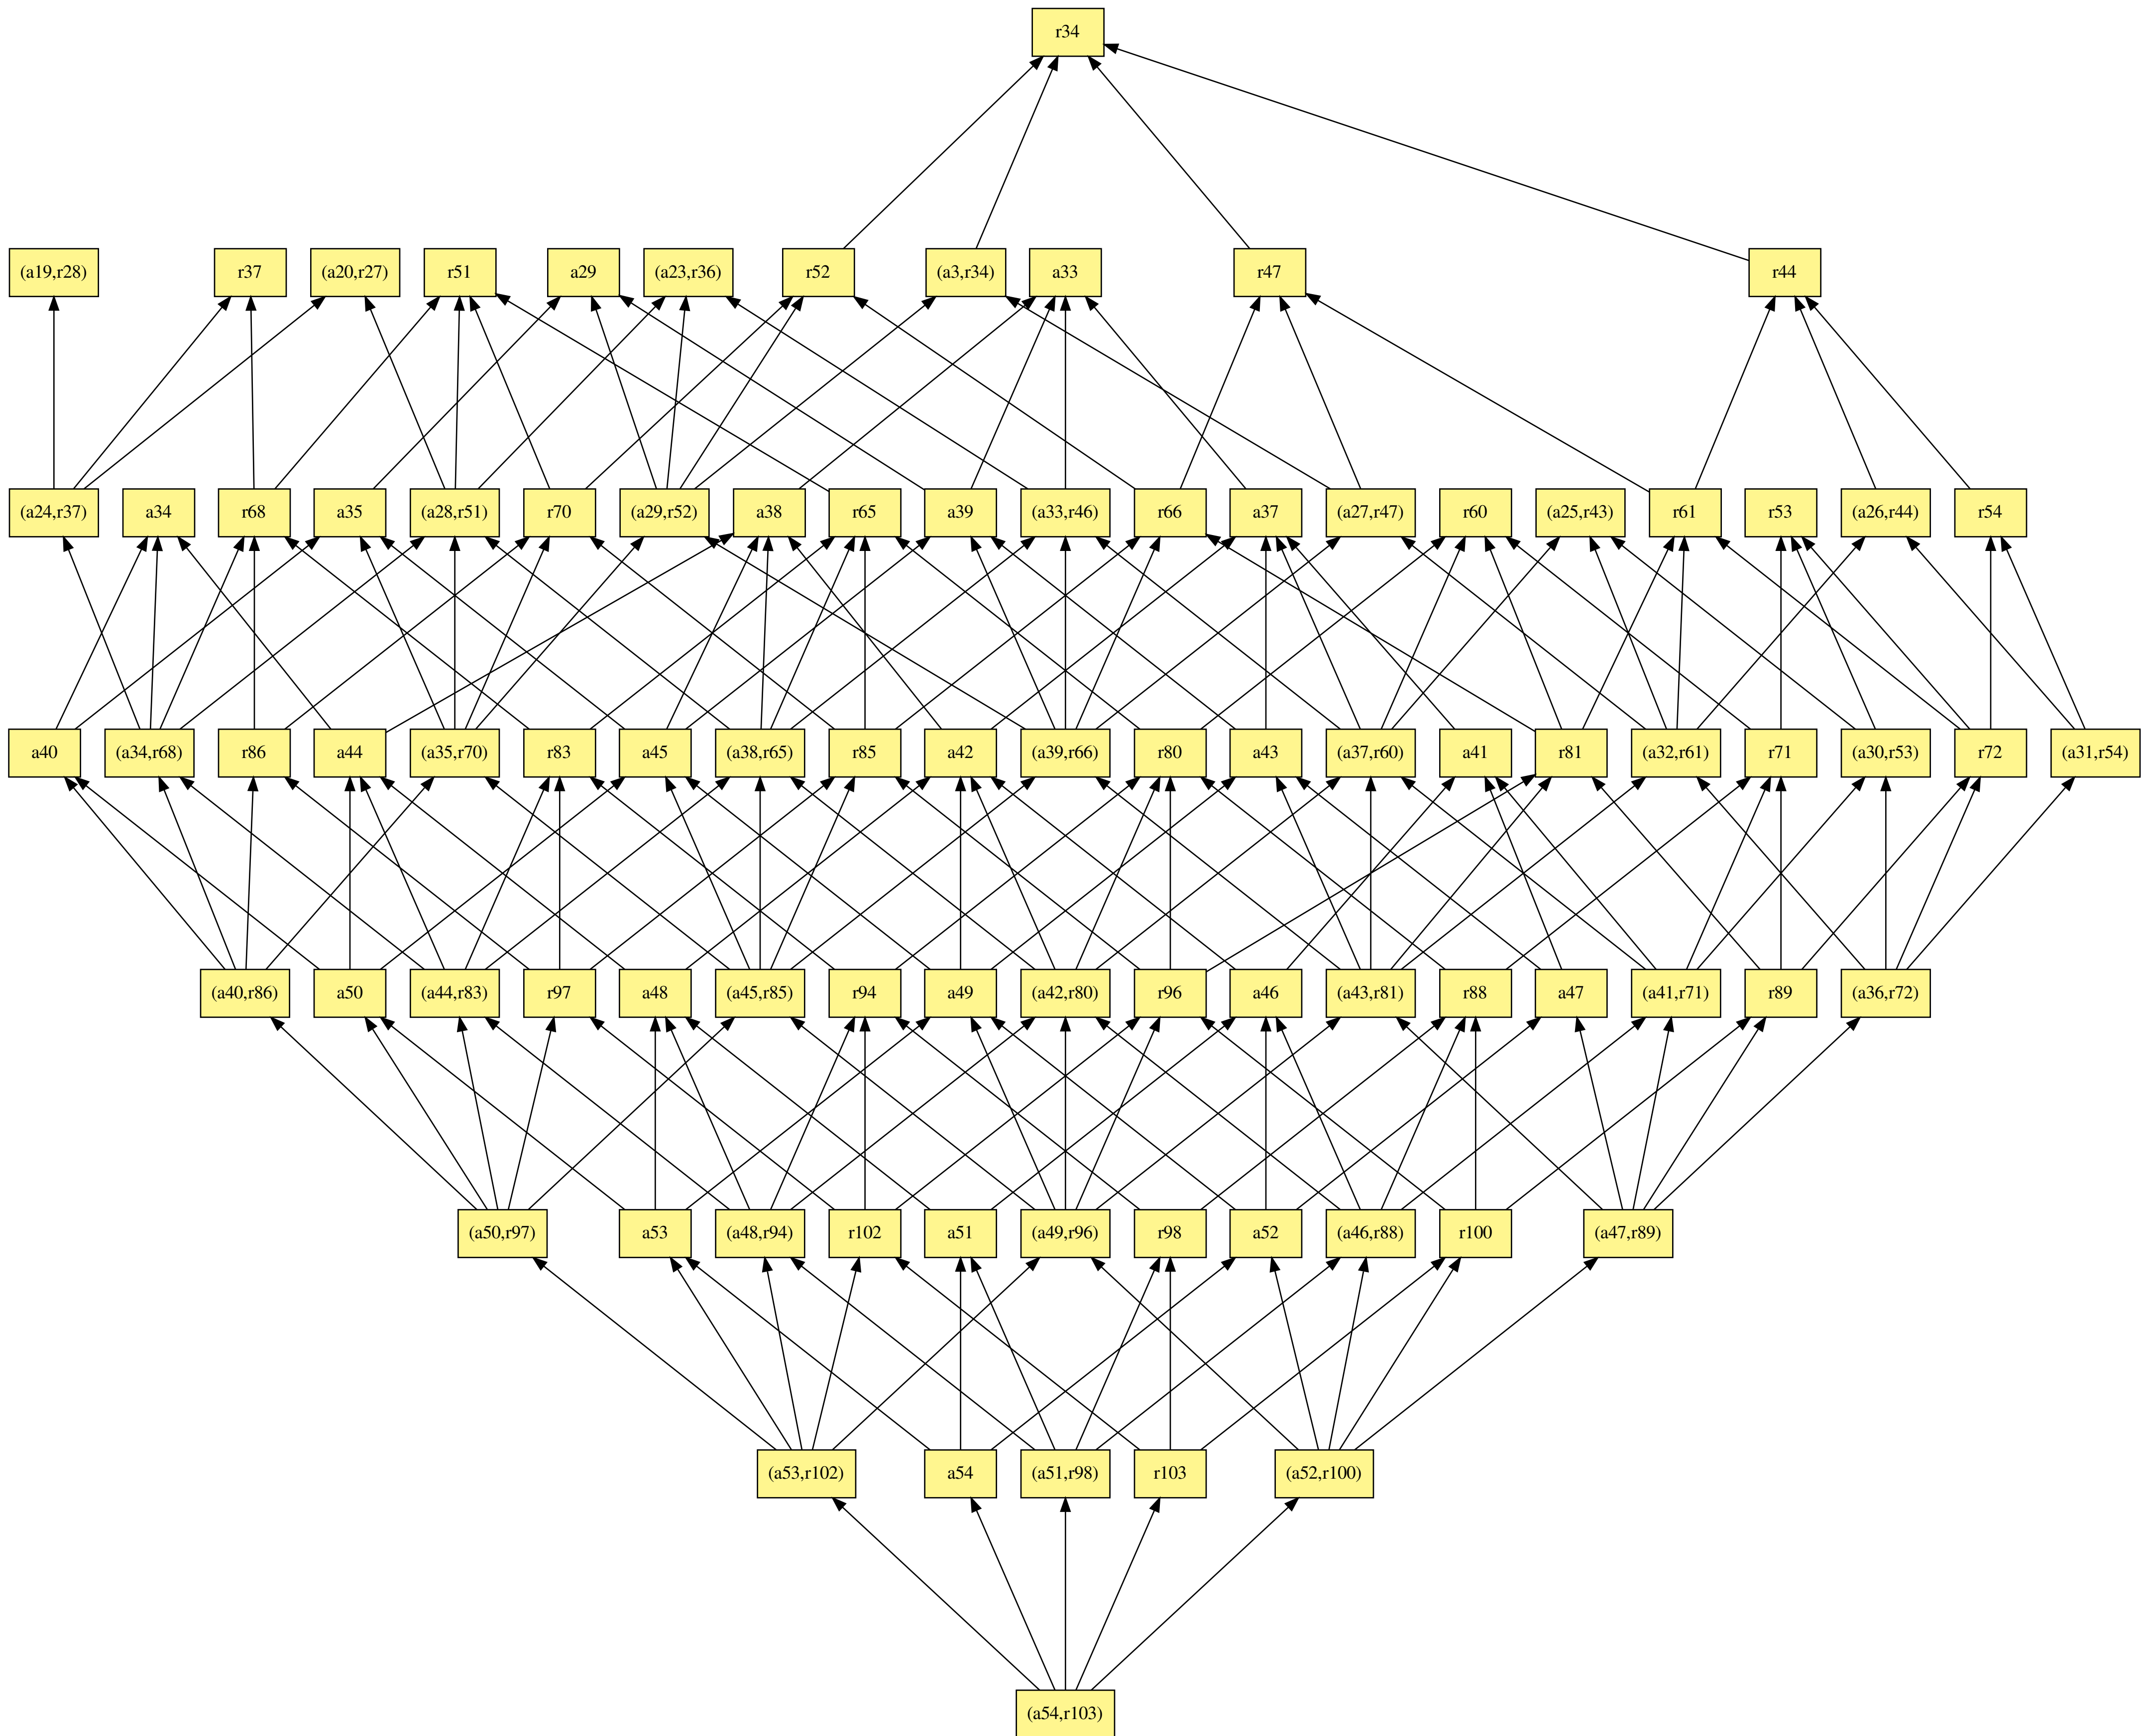 r34
(a19,r28)
r37
(a20,r27)
r51
a29
(a23,r36)
r52
(a3,r34)
a33
r47
r44
(a24,r37)
a34
r68
a35
(a28,r51)
r70
(a29,r52)
a38
r65
a39
(a33,r46)
r66
a37
(a27,r47)
r60
(a25,r43)
r61
r53
(a26,r44)
r54
a40
(a34,r68)
r86
a44
(a35,r70)
r83
a45
(a38,r65)
r85
a42
(a39,r66)
r80
a43
(a37,r60)
a41
r81
(a32,r61)
r71
(a30,r53)
r72
(a31,r54)
(a40,r86)
a50
(a44,r83)
r97
a48
(a45,r85)
r94
a49
(a42,r80)
r96
a46
(a43,r81)
r88
a47
(a41,r71)
r89
(a36,r72)
(a50,r97)
a53
(a48,r94)
r102
a51
(a49,r96)
r98
a52
(a46,r88)
r100
(a47,r89)
(a53,r102)
a54
(a51,r98)
r103
(a52,r100)
(a54,r103)